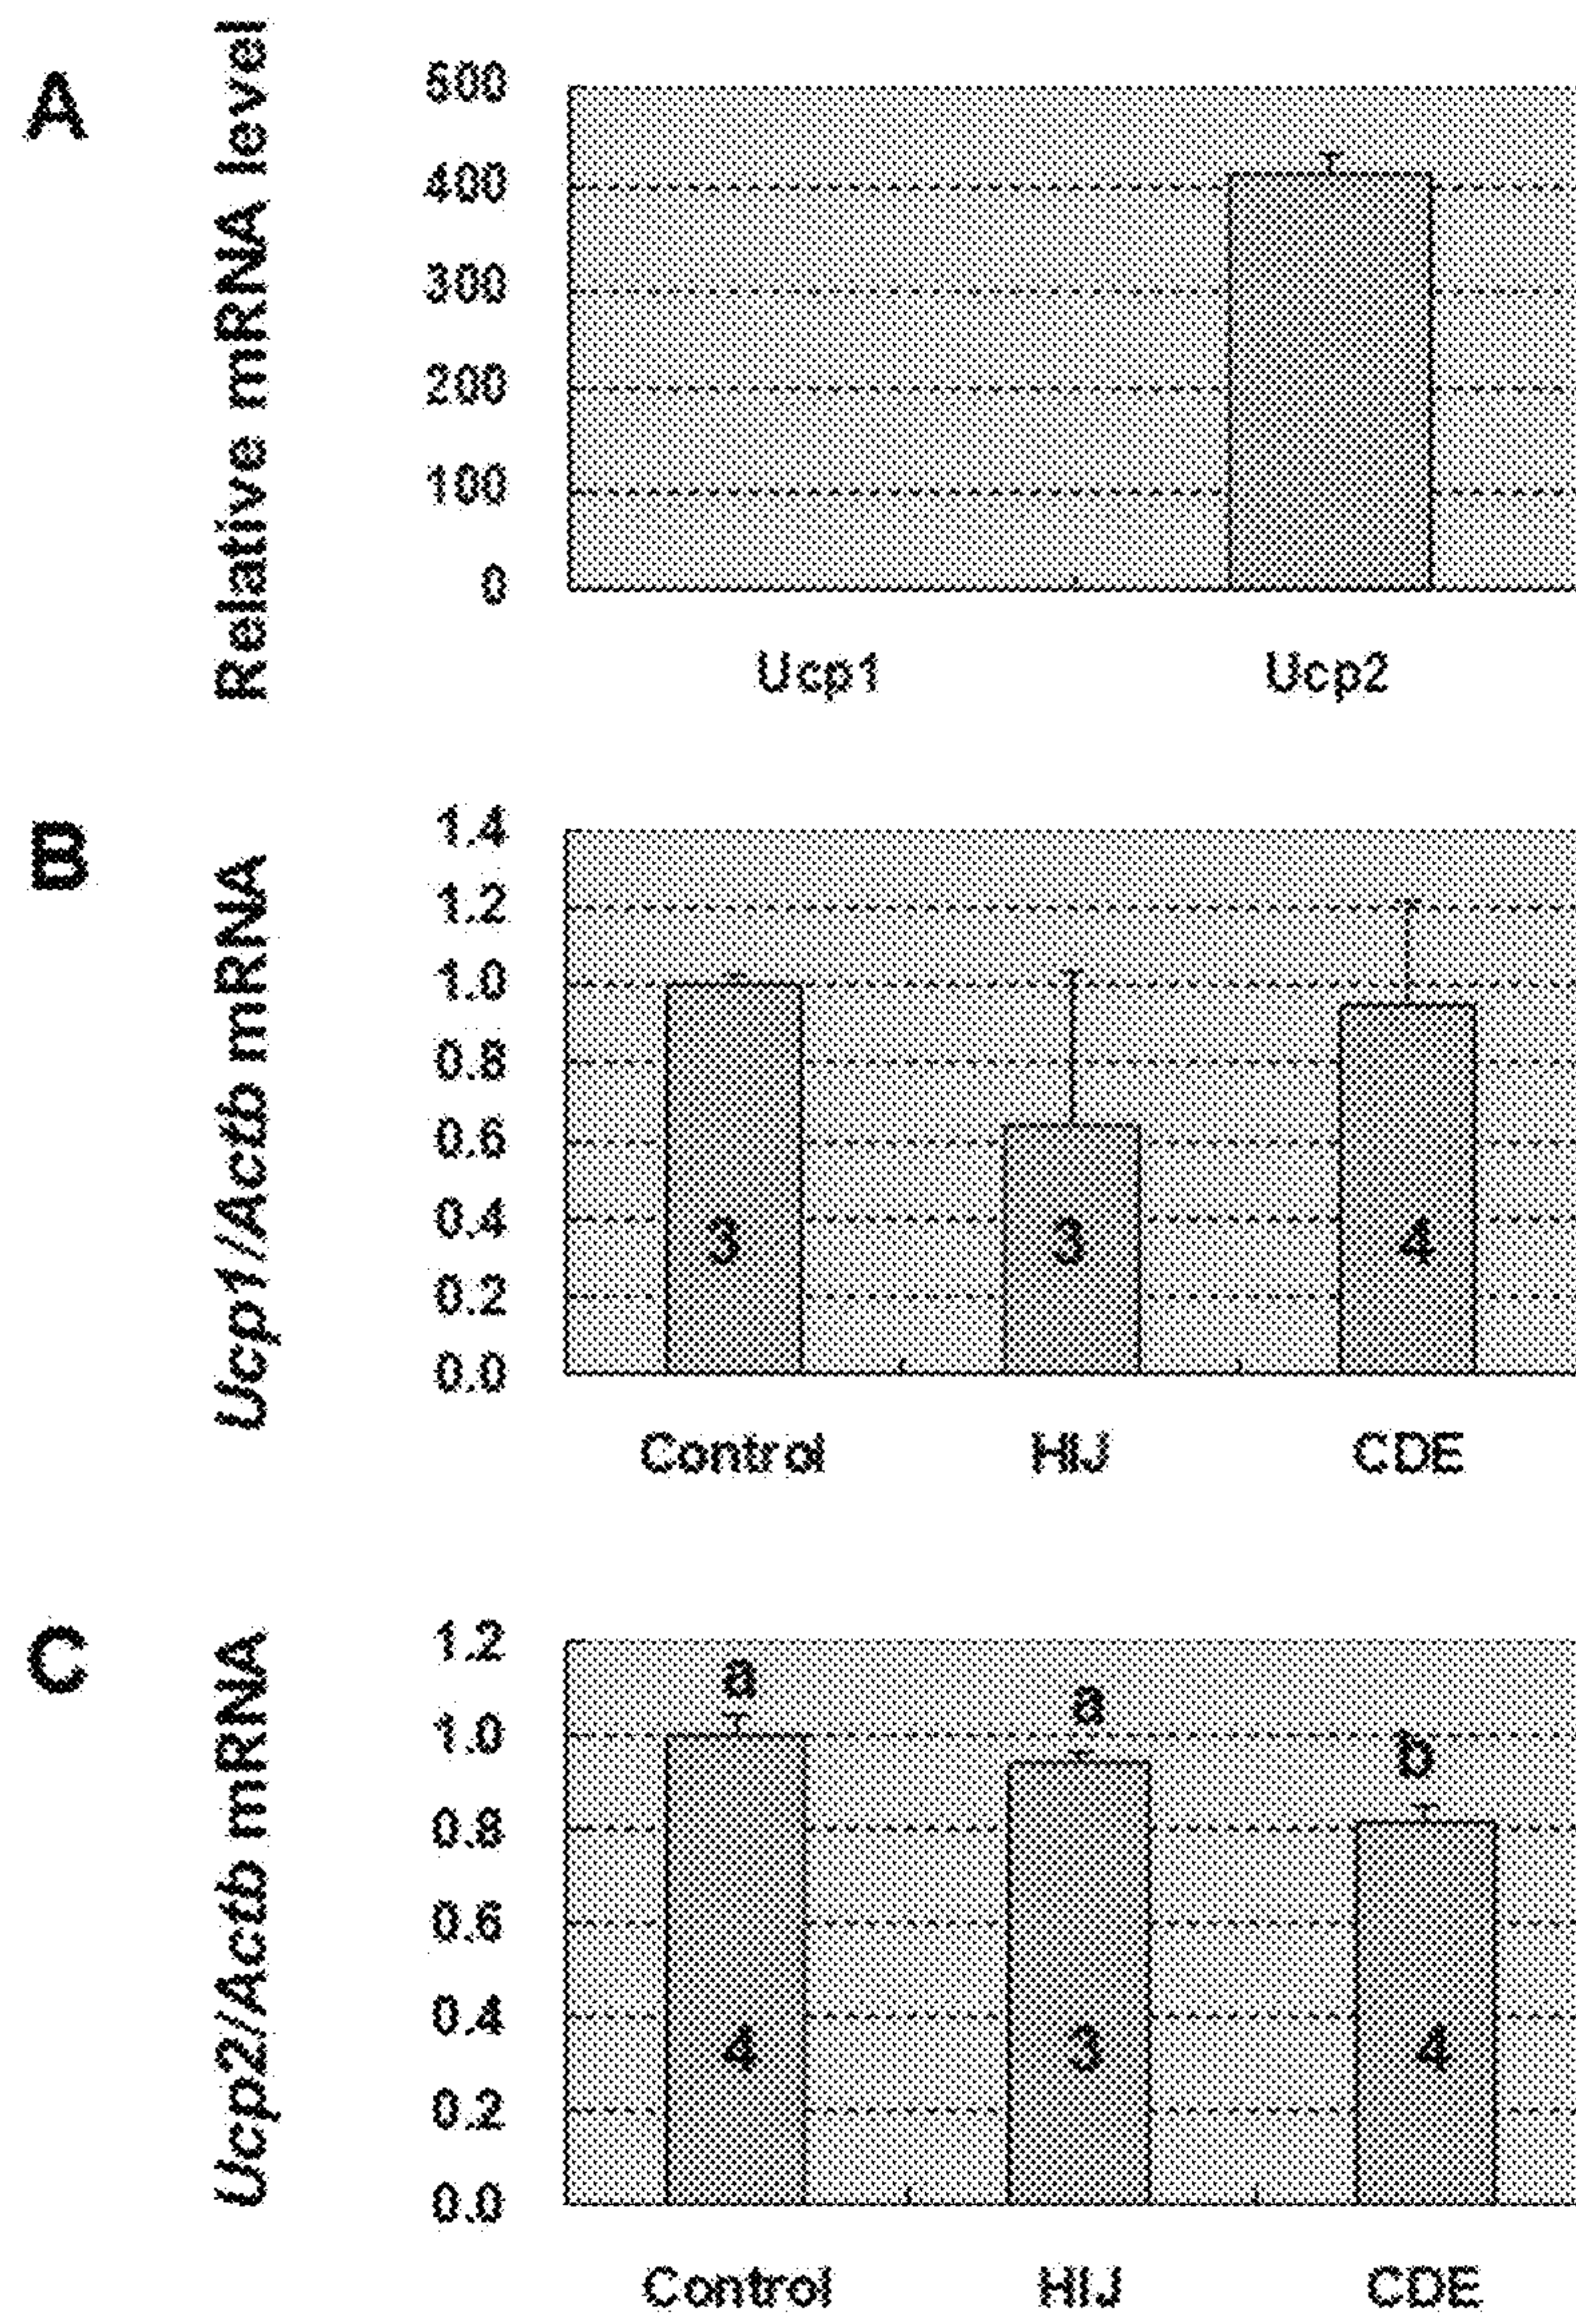 A
Relative mRNA level
500
400
300
200
100
0
Ucp1 Ucp2
B
Ucp1/Actb mRNA
1.4
1.2
1.0
0.8
0.6
0.4
0.2
0.0
3 3 4
Control HIJ CDE
C
Ucp2/Actb mRNA
1.2
1.0
0.8
0.6
0.4
0.2
0.0
a a b
4 3 4
Control HIJ CDE